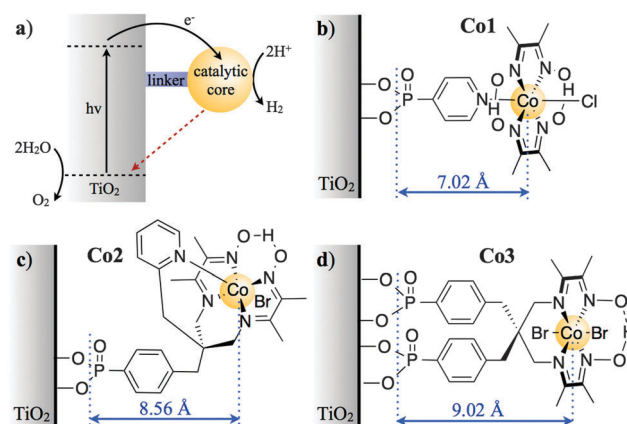 a)
e⁻
2H⁺
linker
catalytic
core
H₂
hν
2H₂O
O₂
TiO₂
b)
Co1
O
O
P
O
N
H
O
O
N
N
O
H
Co
Cl
N
N
O
7.02 Å
TiO₂
c)
Co2
N
N
O
H
O
N
Co
Br
N
N
O
O
P
O
8.56 Å
TiO₂
d)
Co3
O
O
P
O
O
O
P
O
N
N
O
Br
Co
Br
H
N
N
O
9.02 Å
TiO₂